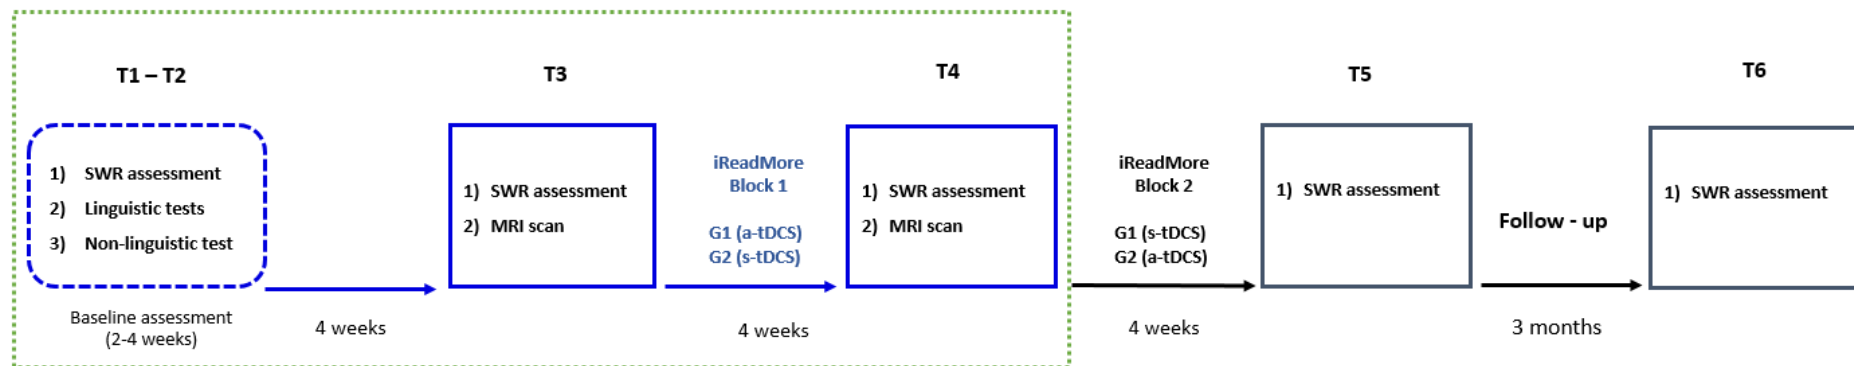 T1 – T2
1) SWR assessment
2) Linguistic tests
3) Non-linguistic test
Baseline assessment
(2-4 weeks)
4 weeks
T3
1) SWR assessment
2) MRI scan
iReadMore
Block 1
G1 (a-tDCS)
G2 (s-tDCS)
4 weeks
T4
1) SWR assessment
2) MRI scan
iReadMore
Block 2
G1 (s-tDCS)
G2 (a-tDCS)
4 weeks
T5
1) SWR assessment
Follow - up
3 months
T6
1) SWR assessment